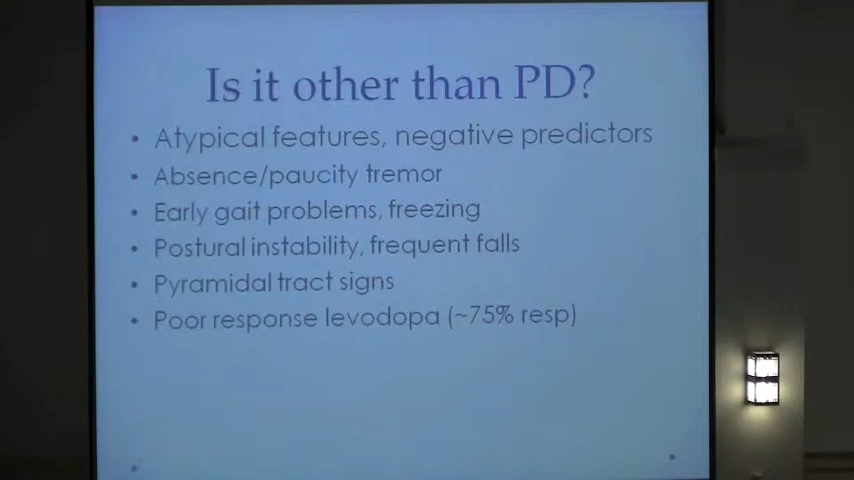 Is it other than PD?
• Atypical features, negative predictors
• Absence/paucity tremor
• Early gait problems, freezing
• Postural instability, frequent falls
• Pyramidal tract signs
• Poor response levodopa (~75% resp)